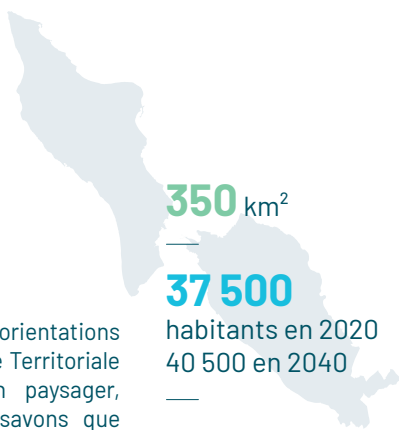 350 km²
37 500
habitants en 2020
40 500 en 2040
orientations
Territoriale
paysager,
savons que